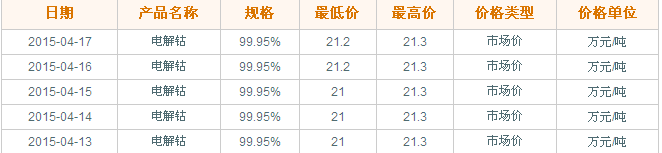 日期 产品名称 规格 最低价 最高价 价格类型 价格单位
2015-04-17 电解钴 99.95% 21.2 21.3 市场价 万元/吨
2015-04-16 电解钴 99.95% 21.2 21.3 市场价 万元/吨
2015-04-15 电解钴 99.95% 21 21.3 市场价 万元/吨
2015-04-14 电解钴 99.95% 21 21.3 市场价 万元/吨
2015-04-13 电解钴 99.95% 21 21.3 市场价 万元/吨